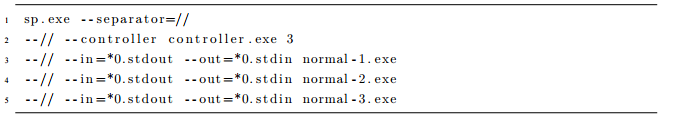 1 sp.exe --separator=//
2 --// --controller controller.exe 3
3 --// --in=*0.stdout --out=*0.stdin normal-1.exe
4 --// --in=*0.stdout --out=*0.stdin normal-2.exe
5 --// --in=*0.stdout --out=*0.stdin normal-3.exe